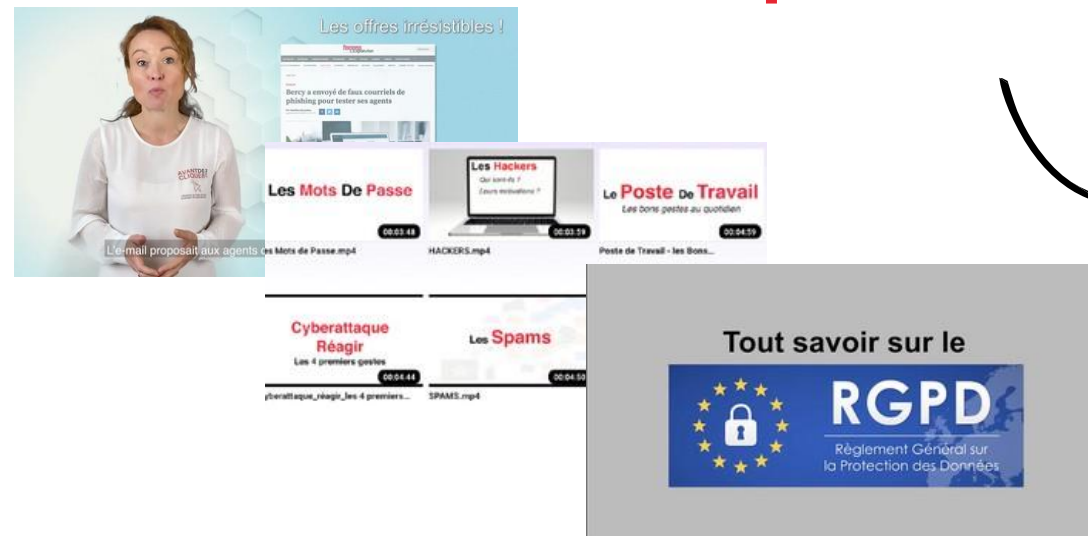 Les offres irrésistibles !
Bercy a envoyé de faux courriels de
phishing pour tester ses agents
AVANT DE
CLIQUER
L'e-mail proposait aux agents
Les Mots De Passe
00:03:48
es Mots de Passe.mp4
Les Hackers
Qui sont-ils ?
Leurs motivations ?
00:03:59
HACKERS.mp4
Le Poste De Travail
Les bons gestes au quotidien
00:04:59
Poste de Travail - les Bons...
Cyberattaque
Réagir
Les 4 premiers gestes
00:04:44
yberattaque_réagir_les 4 premiers...
Les Spams
00:04:50
SPAMS.mp4
Tout savoir sur le
RGPD
Règlement Général sur
la Protection des Données